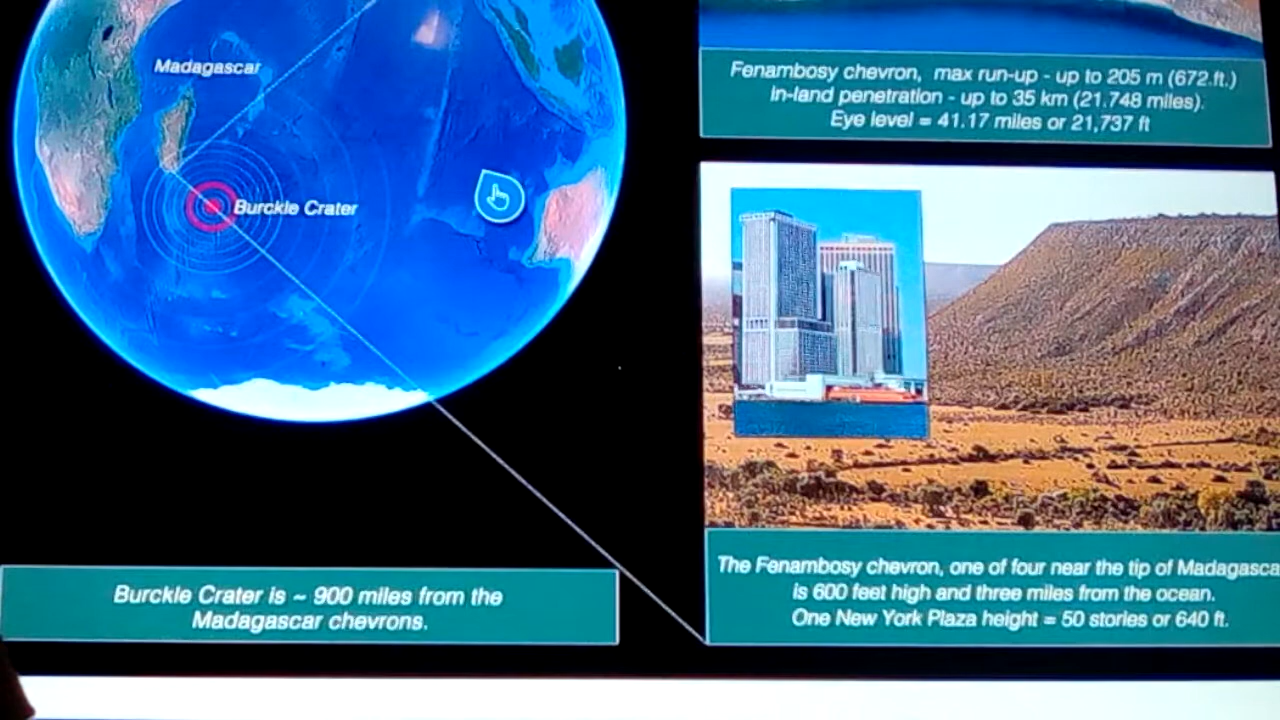 Madagascar
Burckle Crater
Burckle Crater is ~ 900 miles from the
Madagascar chevrons.
Fenambosy chevron, max run-up - up to 205 m (672.ft.)
In-land penetration - up to 35 km (21.748 miles).
Eye level = 41.17 miles or 21,737 ft
The Fenambosy chevron, one of four near the tip of Madagasca
is 600 feet high and three miles from the ocean.
One New York Plaza height = 50 stories or 640 ft.